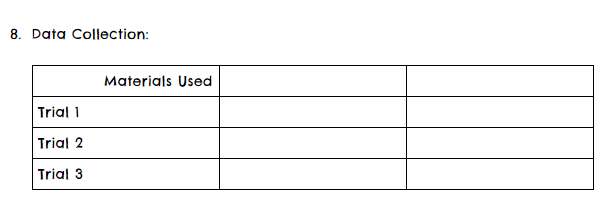 8. Data Collection:
Materials Used
Trial 1
Trial 2
Trial 3